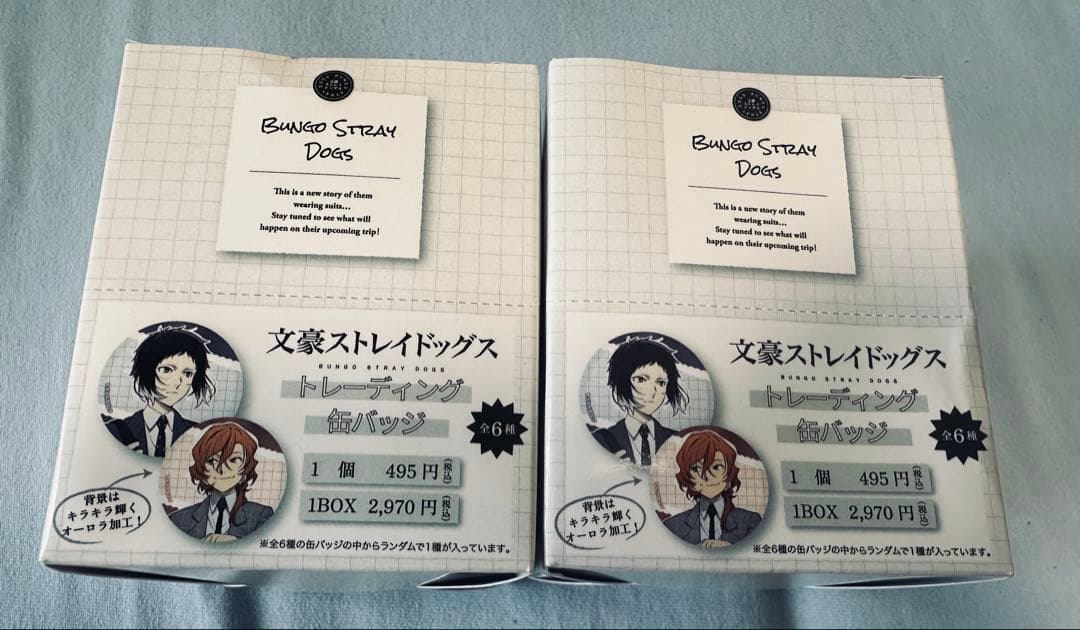 BUNGO STRAY
DOGS
This is a new story of them
wearing suits...
Stay tuned to see what will
happen on their upcoming trip!
文豪ストレイドッグス
BUNGO STRAY DOGS
トレーディング
缶バッジ
全6種
1個 495円(税込)
1BOX 2,970円(税込)
背景は
キラキラ輝く
オーロラ加工!
※全6種の缶バッジの中からランダムで1種が入っています。
BUNGO STRAY
DOGS
This is a new story of them
wearing suits...
Stay tuned to see what will
happen on their upcoming trip!
文豪ストレイドッグス
BUNGO STRAY DOGS
トレーディング
缶バッジ
全6種
1個 495円(税込)
1BOX 2,970円(税込)
背景は
キラキラ輝く
オーロラ加工!
※全6種の缶バッジの中からランダムで1種が入っています。